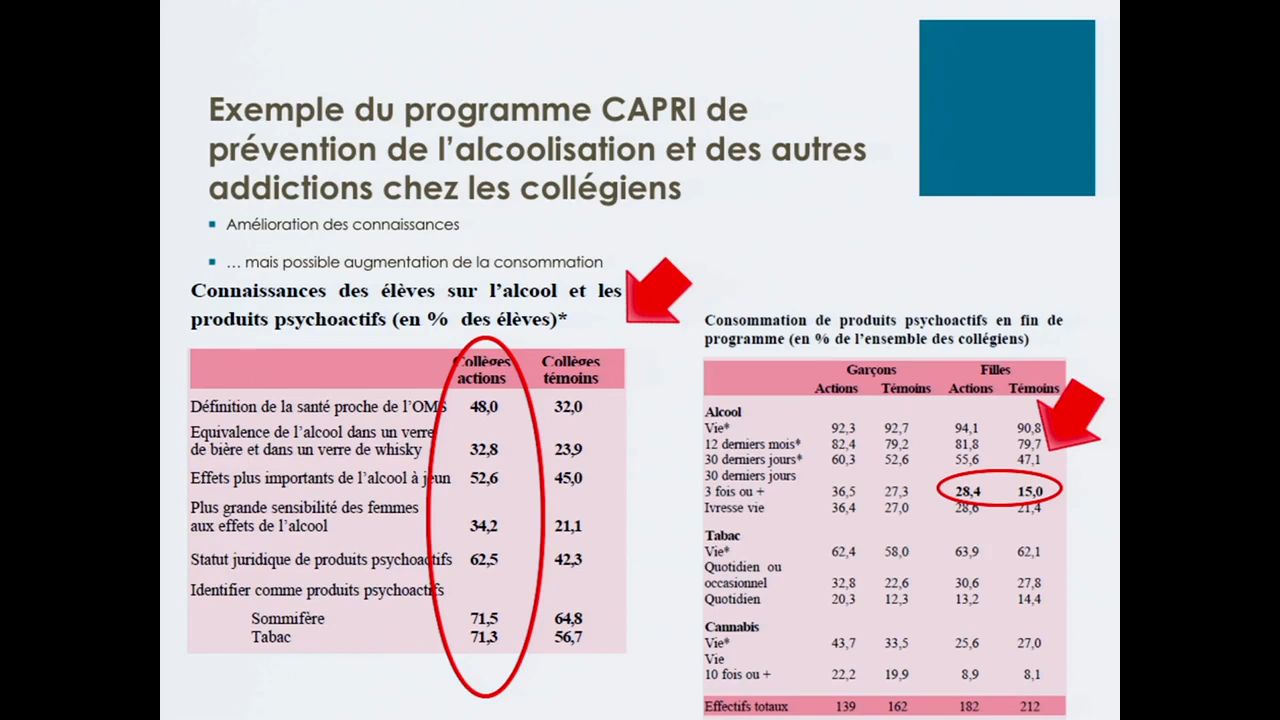 Exemple du programme CAPRI de
prévention de l'alcoolisation et des autres
addictions chez les collégiens
Amélioration des connaissances
… mais possible augmentation de la consommation
Connaissances des élèves sur l'alcool et les
produits psychoactifs (en % des élèves)*
Collèges Collèges
actions témoins
Définition de la santé proche de l'OMS 48,0 32,0
Equivalence de l'alcool dans un verre
de bière et dans un verre de whisky 32,8 23,9
Effets plus importants de l'alcool à jeun 52,6 45,0
Plus grande sensibilité des femmes
aux effets de l'alcool 34,2 21,1
Statut juridique de produits psychoactifs 62,5 42,3
Identifier comme produits psychoactifs
Sommifère 71,5 64,8
Tabac 71,3 56,7
Consommation de produits psychoactifs en fin de
programme (en % de l'ensemble des collégiens)
Garçons Filles
Actions Témoins Actions Témoins
Alcool
Vie* 92,3 92,7 94,1 90,8
12 derniers mois* 82,4 79,2 81,8 79,7
30 derniers jours* 60,3 52,6 55,6 47,1
30 derniers jours
3 fois ou + 36,5 27,3 28,4 15,0
Ivresse vie 36,4 27,0 28,6 21,4
Tabac
Vie* 62,4 58,0 63,9 62,1
Quotidien ou
occasionnel 32,8 22,6 30,6 27,8
Quotidien 20,3 12,3 13,2 14,4
Cannabis
Vie* 43,7 33,5 25,6 27,0
Vie
10 fois ou + 22,2 19,9 8,9 8,1
Effectifs totaux 139 162 182 212